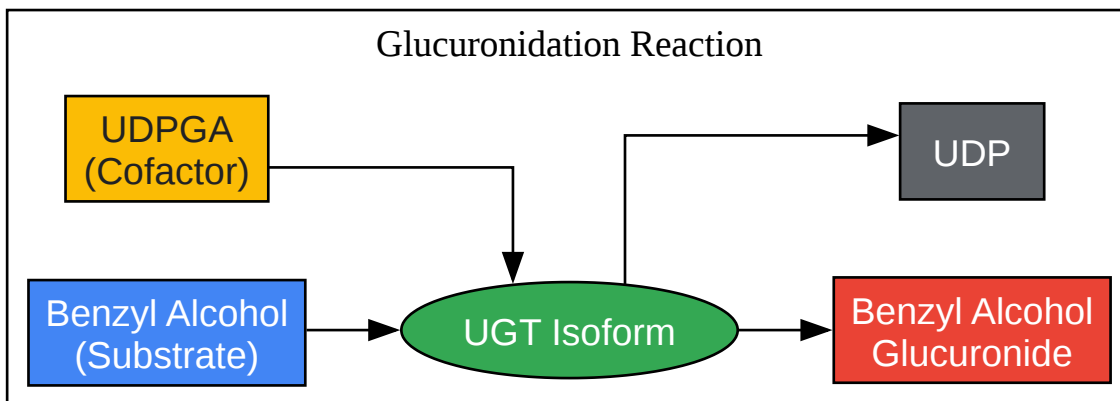 Glucuronidation Reaction
UDPGA
(Cofactor)
UDP
Benzyl Alcohol
(Substrate)
UGT Isoform
Benzyl Alcohol
Glucuronide